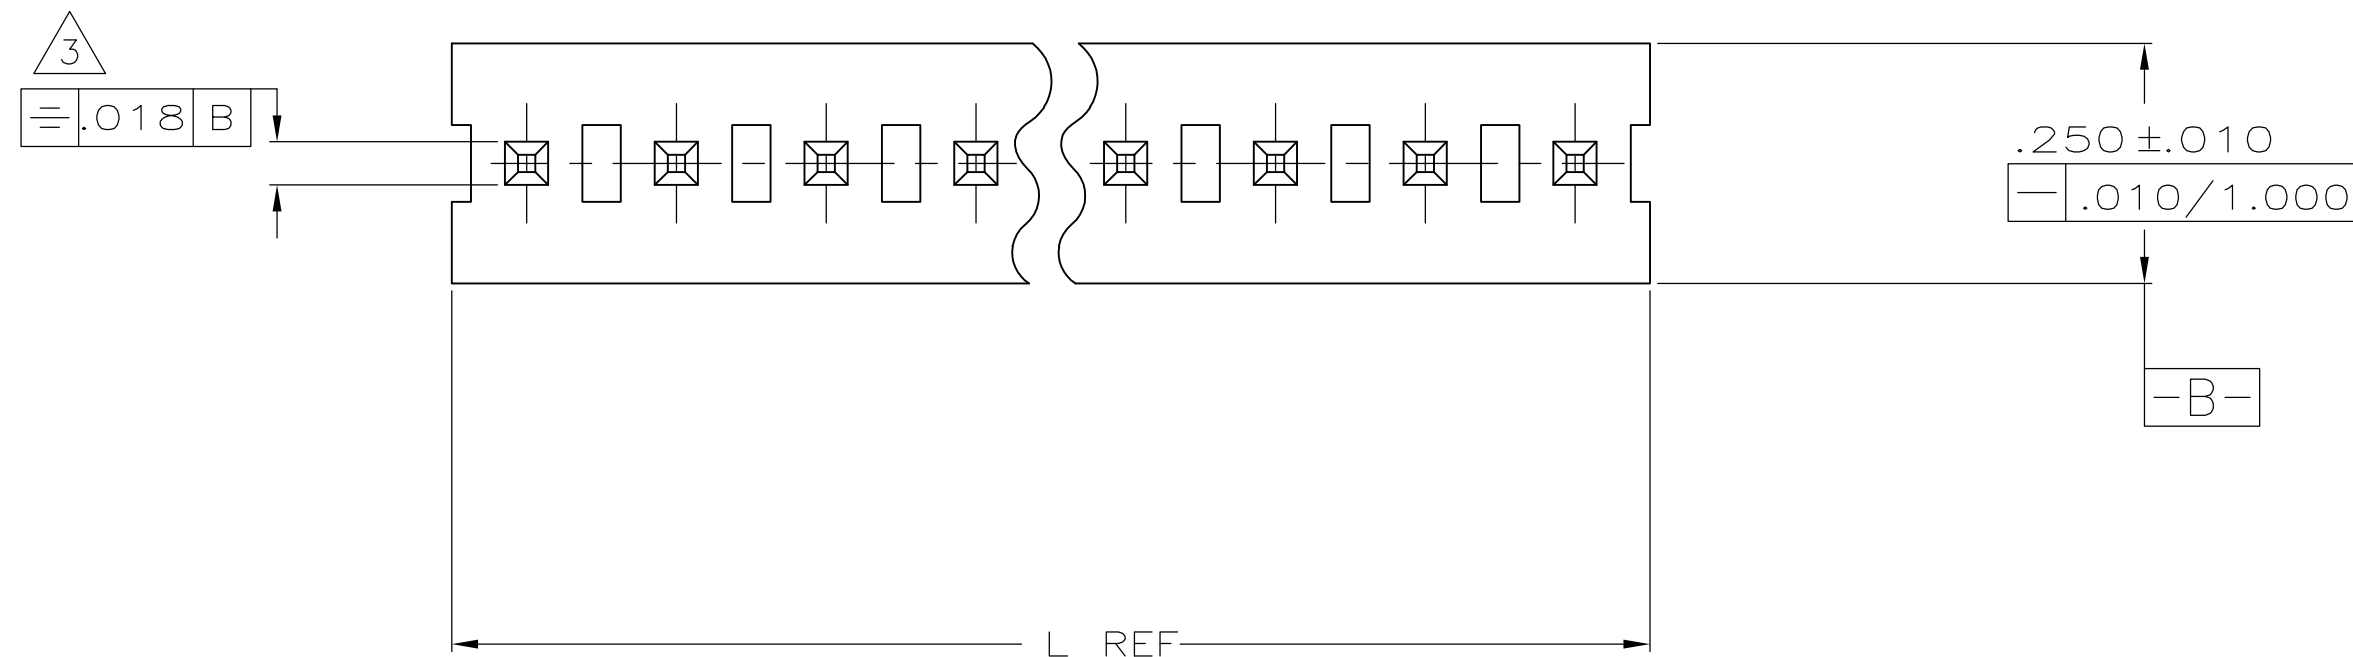 3
⌯ .018 B
.250±.010
— .010/1.000
-B-
L REF